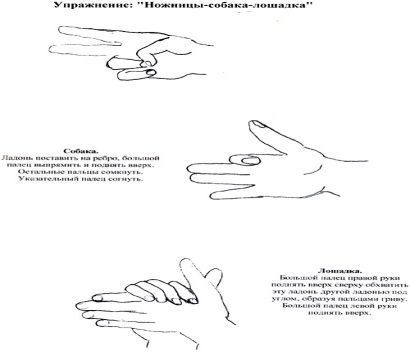 Упражнение: "Ножницы-собака-лошадка"
Собака.
Ладонь поставить на ребро, большой
палец выпрямить и поднять вверх.
Остальные пальцы сомкнуть.
Указательный палец согнуть.
Лошадка.
Большой палец правой руки
поднять вверх сверху обхватить
эту ладонь другой ладонью под
углом, образуя пальцами гриву.
Большой палец левой руки
поднять вверх.